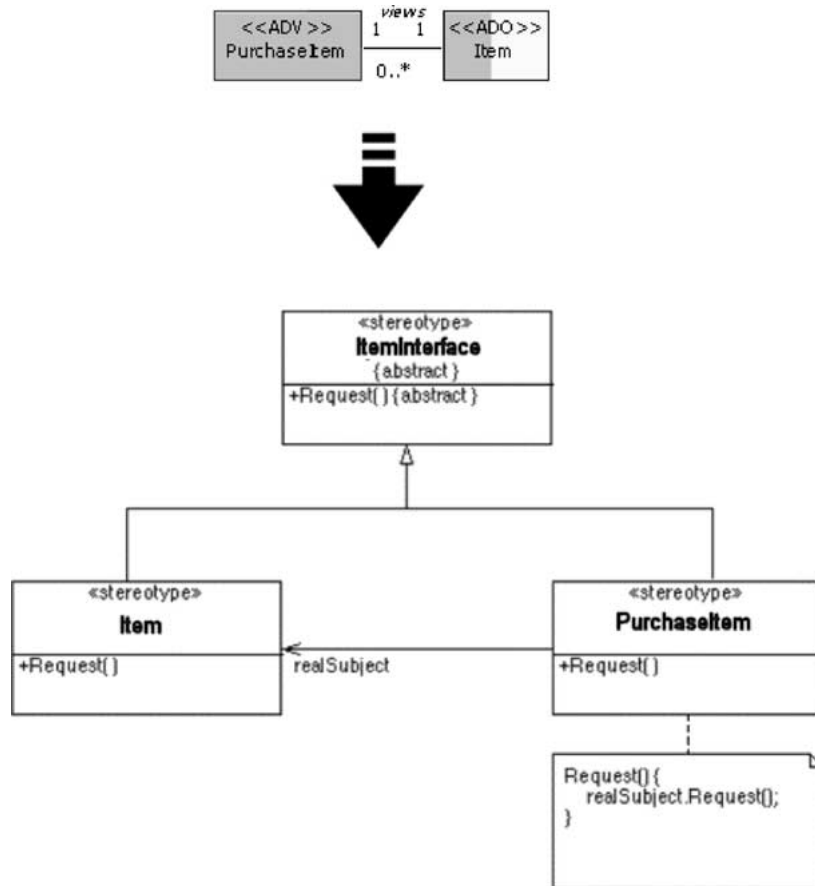 views
<<ADV>>
1 1
<<ADO>>
PurchaseItem
Item
0..*
«stereotype»
ItemInterface
{abstract}
+Request(){abstract}
«stereotype»
Item
+Request()
realSubject
«stereotype»
PurchaseItem
+Request()
Request(){
realSubject.Request();
}